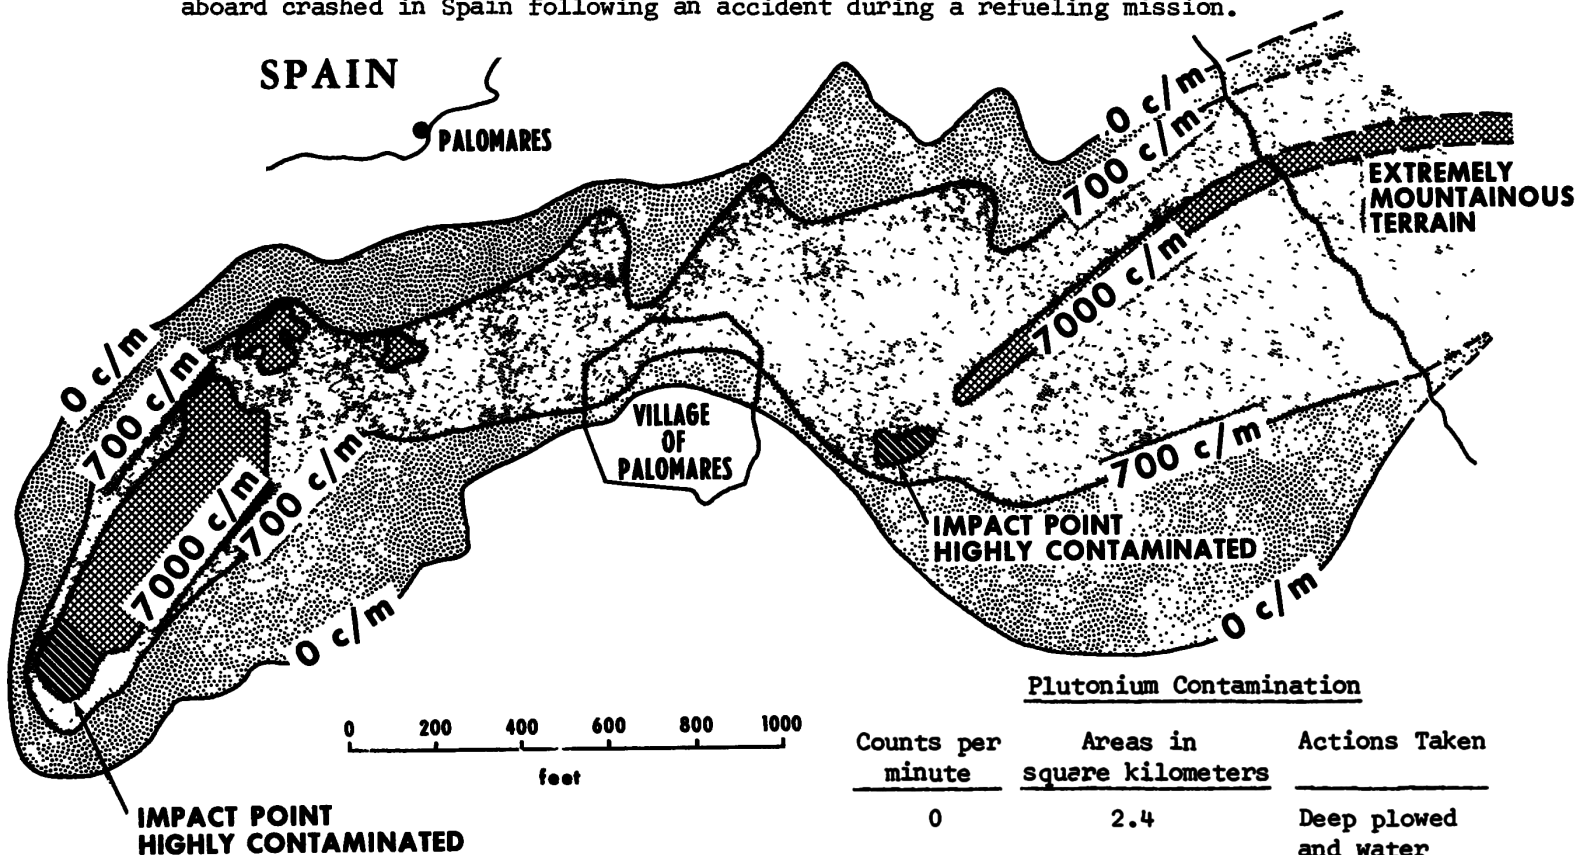 aboard crashed in Spain following an accident during a refueling mission.
SPAIN
PALOMARES
0 c/m
700 c/m
7000 c/m
EXTREMELY
MOUNTAINOUS
TERRAIN
0 c/m
700 c/m
7000 c/m
700 c/m
0 c/m
VILLAGE
OF
PALOMARES
700 c/m
0 c/m
IMPACT POINT
HIGHLY CONTAMINATED
0 200 400 600 800 1000
feet
IMPACT POINT
HIGHLY CONTAMINATED
Plutonium Contamination
Counts per minute
Areas in square kilometers
Actions Taken
0 2.4 Deep plowed
and water